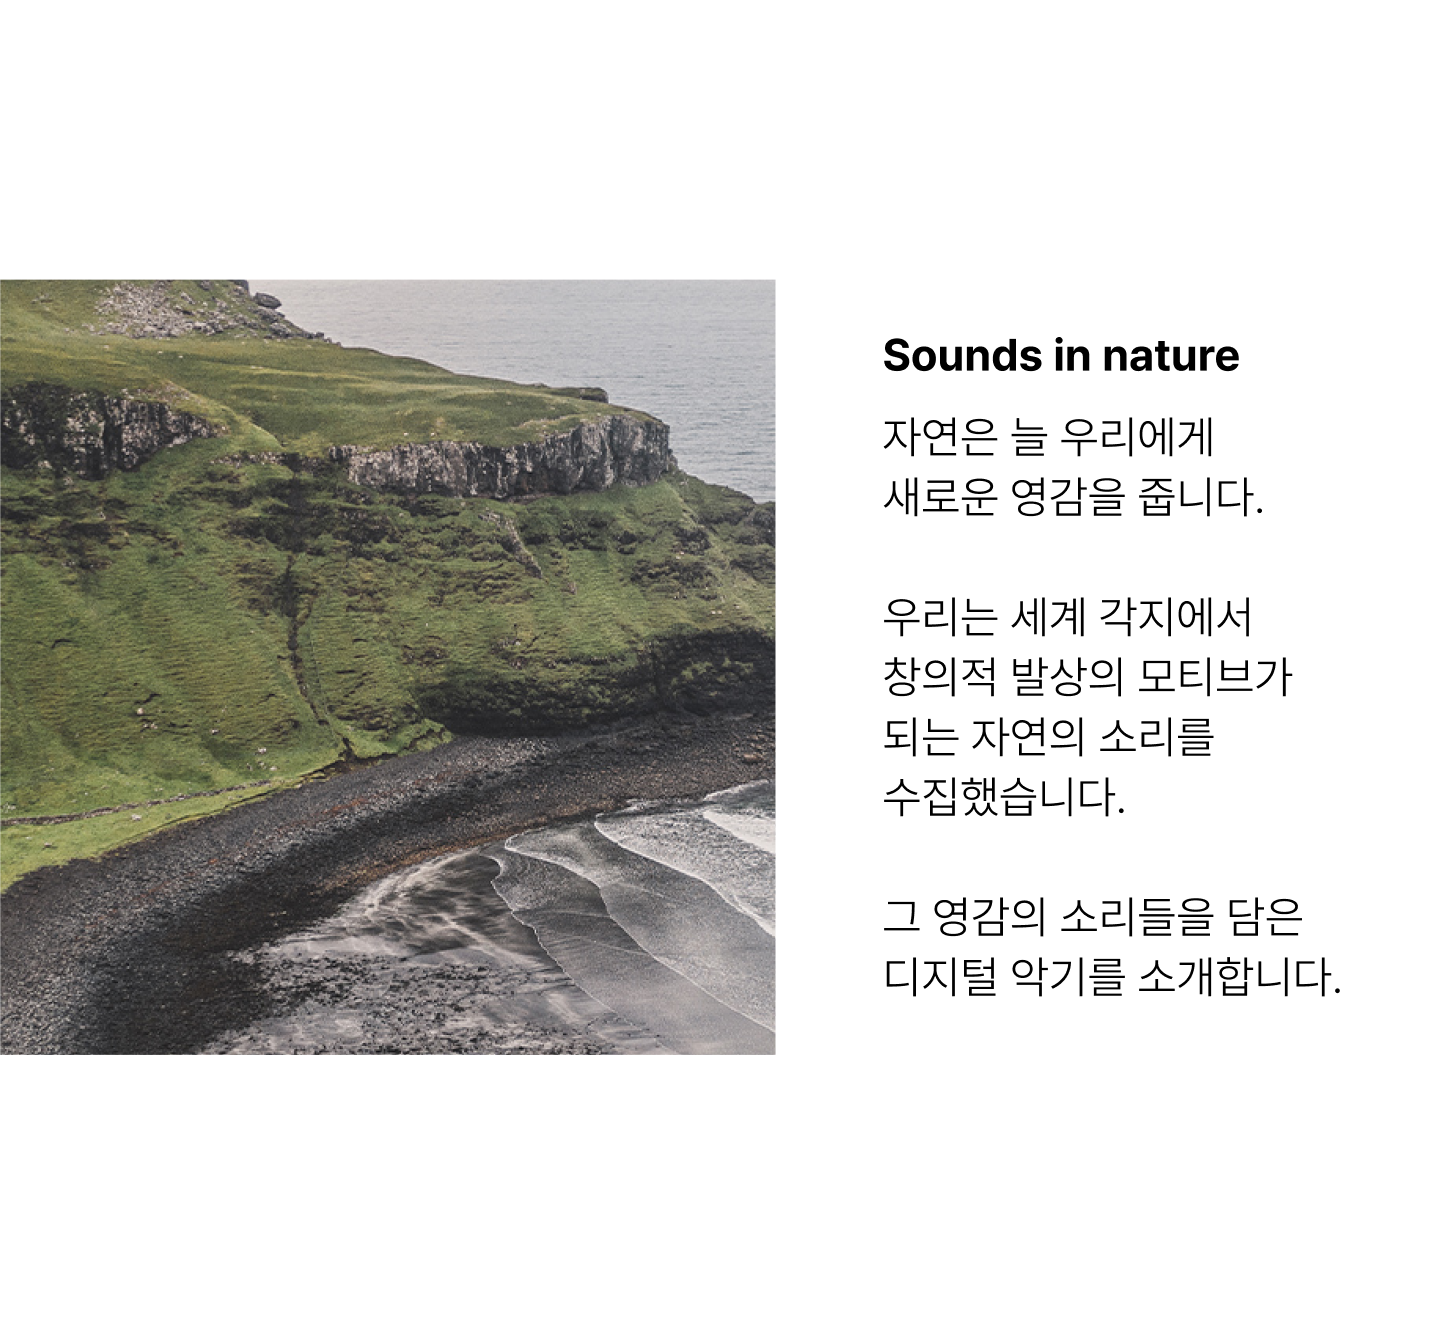 Sounds in nature
자연은 늘 우리에게
새로운 영감을 줍니다.
우리는 세계 각지에서
창의적 발상의 모티브가
되는 자연의 소리를
수집했습니다.
그 영감의 소리들을 담은
디지털 악기를 소개합니다.